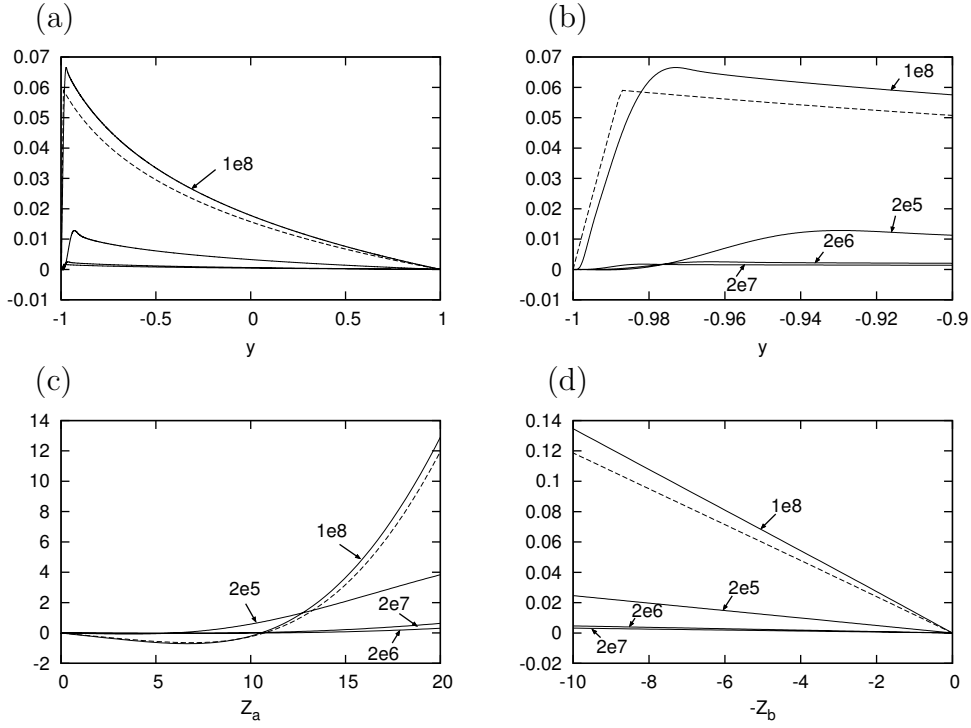 (a)
0.07
0.06
0.05
0.04
0.03
0.02
0.01
0
-0.01
1e8
-1 -0.5 0 0.5 1
y
(b)
0.07
0.06
0.05
0.04
0.03
0.02
0.01
0
-0.01
1e8
2e5
2e6
2e7
-1 -0.98 -0.96 -0.94 -0.92 -0.9
y
(c)
14
12
10
8
6
4
2
0
-2
1e8
2e5
2e7
2e6
0 5 10 15 20
Z_a
(d)
0.14
0.12
0.1
0.08
0.06
0.04
0.02
0
-0.02
1e8
2e5
2e6
2e7
-10 -8 -6 -4 -2 0
-Z_b